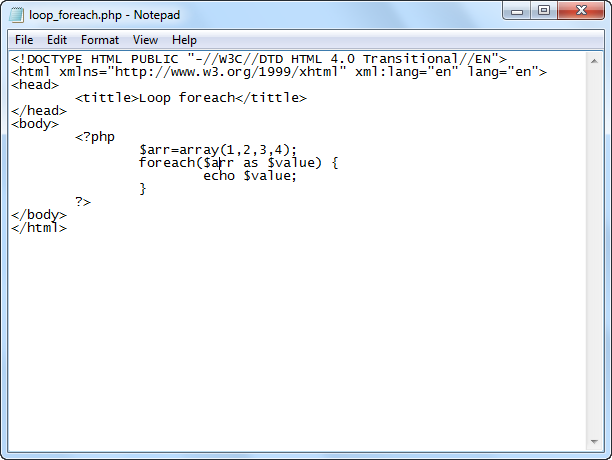 loop_foreach.php - Notepad
File Edit Format View Help
<!DOCTYPE HTML PUBLIC "-//W3C//DTD HTML 4.0 Transitional//EN">
<html xmlns="http://www.w3.org/1999/xhtml" xml:lang="en" lang="en">
<head>
<tittle>Loop foreach</tittle>
</head>
<body>
<?php
$arr=array(1,2,3,4);
foreach($arr as $value) {
echo $value;
}
?>
</body>
</html>